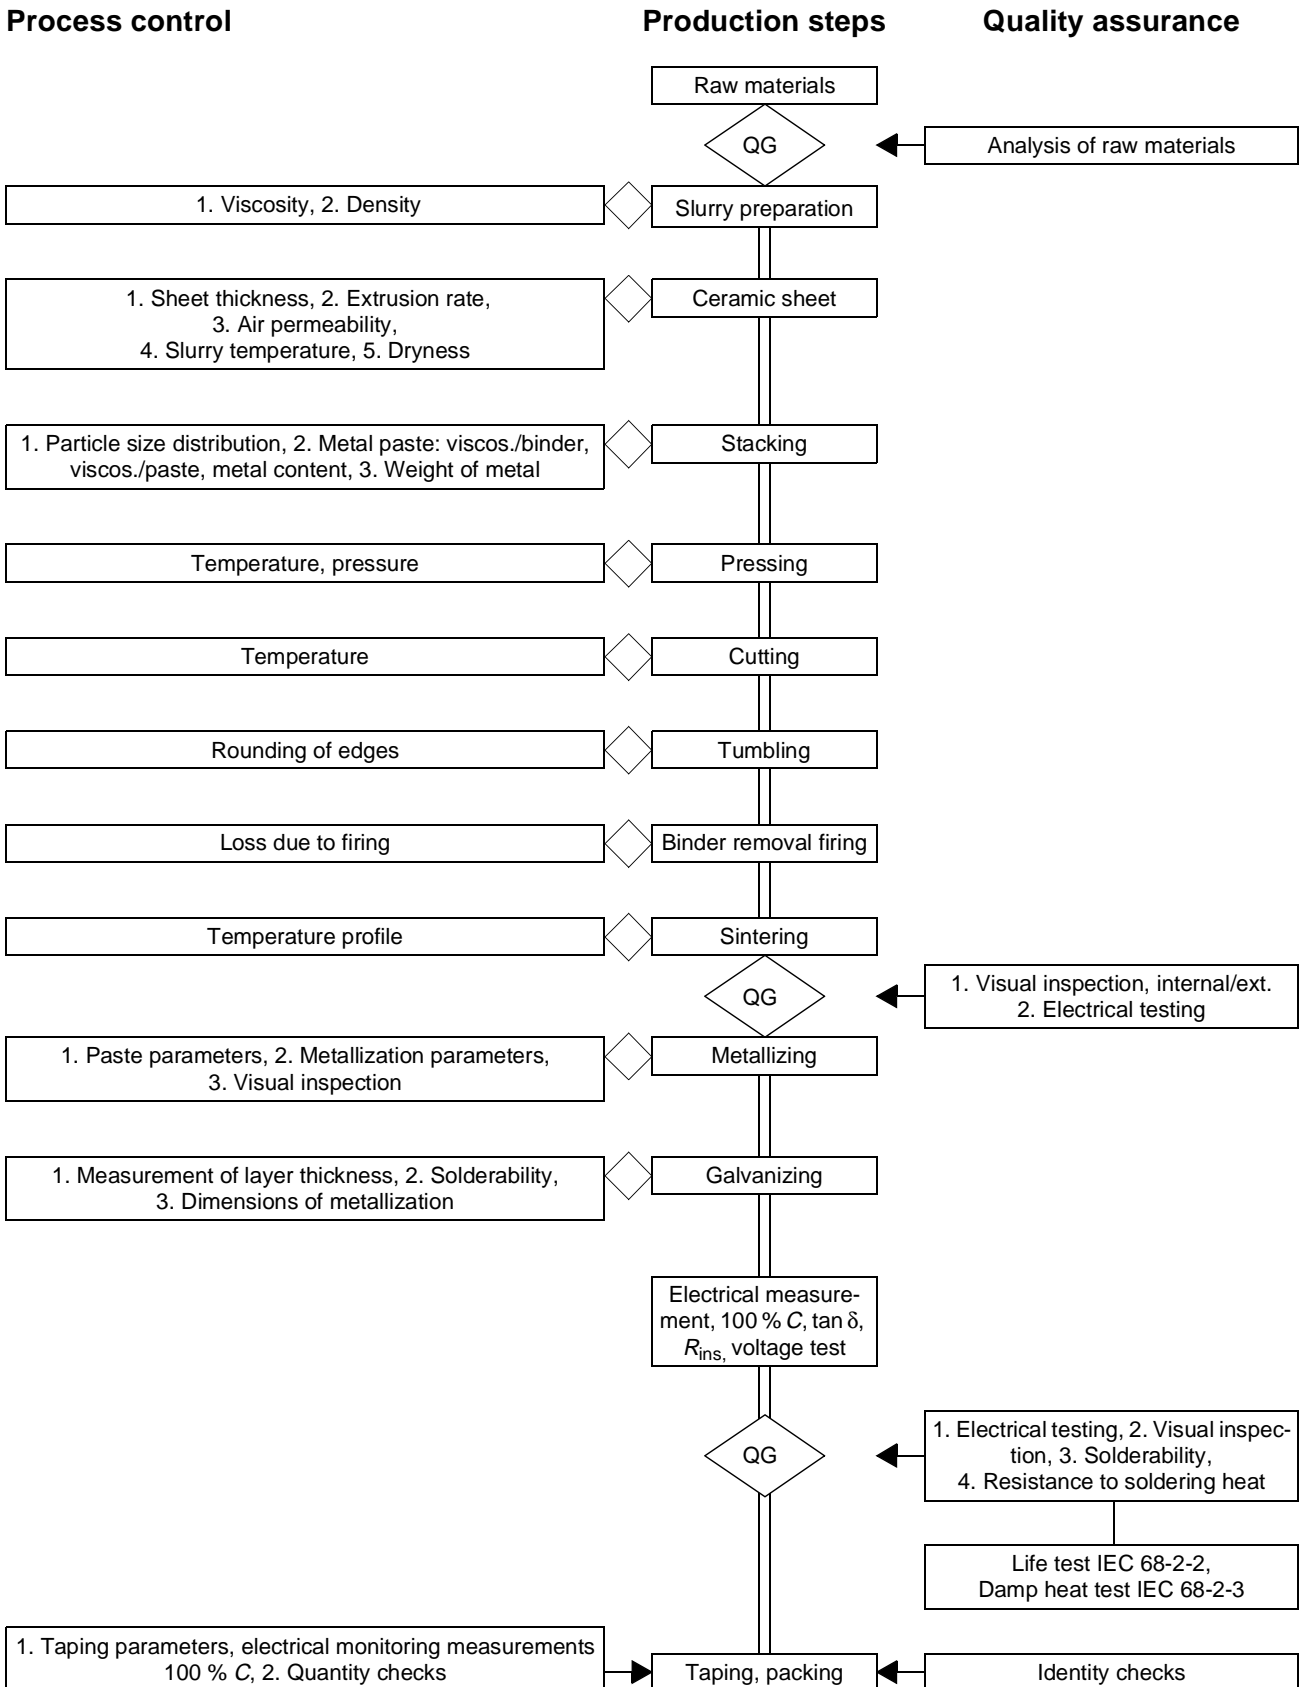 Process control
Production steps
Quality assurance
Raw materials
QG
Analysis of raw materials
1. Viscosity, 2. Density
Slurry preparation
1. Sheet thickness, 2. Extrusion rate,
3. Air permeability,
4. Slurry temperature, 5. Dryness
Ceramic sheet
1. Particle size distribution, 2. Metal paste: viscos./binder,
viscos./paste, metal content, 3. Weight of metal
Stacking
Temperature, pressure
Pressing
Temperature
Cutting
Rounding of edges
Tumbling
Loss due to firing
Binder removal firing
Temperature profile
Sintering
QG
1. Visual inspection, internal/ext.
2. Electrical testing
1. Paste parameters, 2. Metallization parameters,
3. Visual inspection
Metallizing
1. Measurement of layer thickness, 2. Solderability,
3. Dimensions of metallization
Galvanizing
Electrical measure-
ment, 100 % C, tan δ,
Rins, voltage test
QG
1. Electrical testing, 2. Visual inspec-
tion, 3. Solderability,
4. Resistance to soldering heat
Life test IEC 68-2-2,
Damp heat test IEC 68-2-3
1. Taping parameters, electrical monitoring measurements
100 % C, 2. Quantity checks
Taping, packing
Identity checks